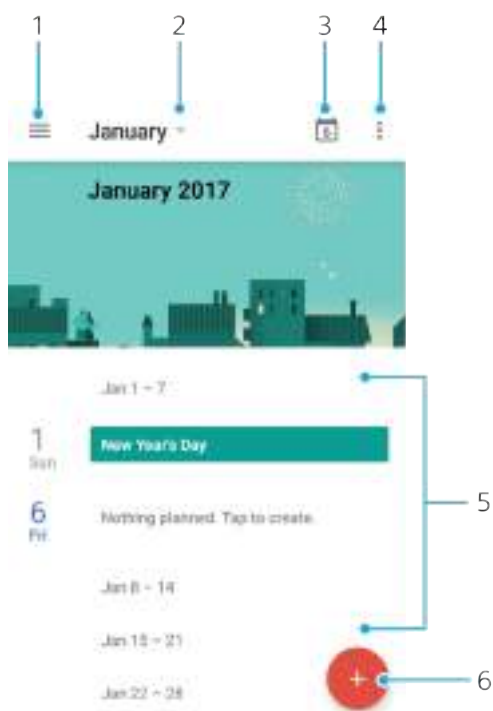 1 2 3 4
January
6
January 2017
Jan 1 – 7
1
Sun
New Year's Day
5
6
Fri
Nothing planned. Tap to create.
Jan 8 – 14
Jan 15 – 21
6
Jan 22 – 28